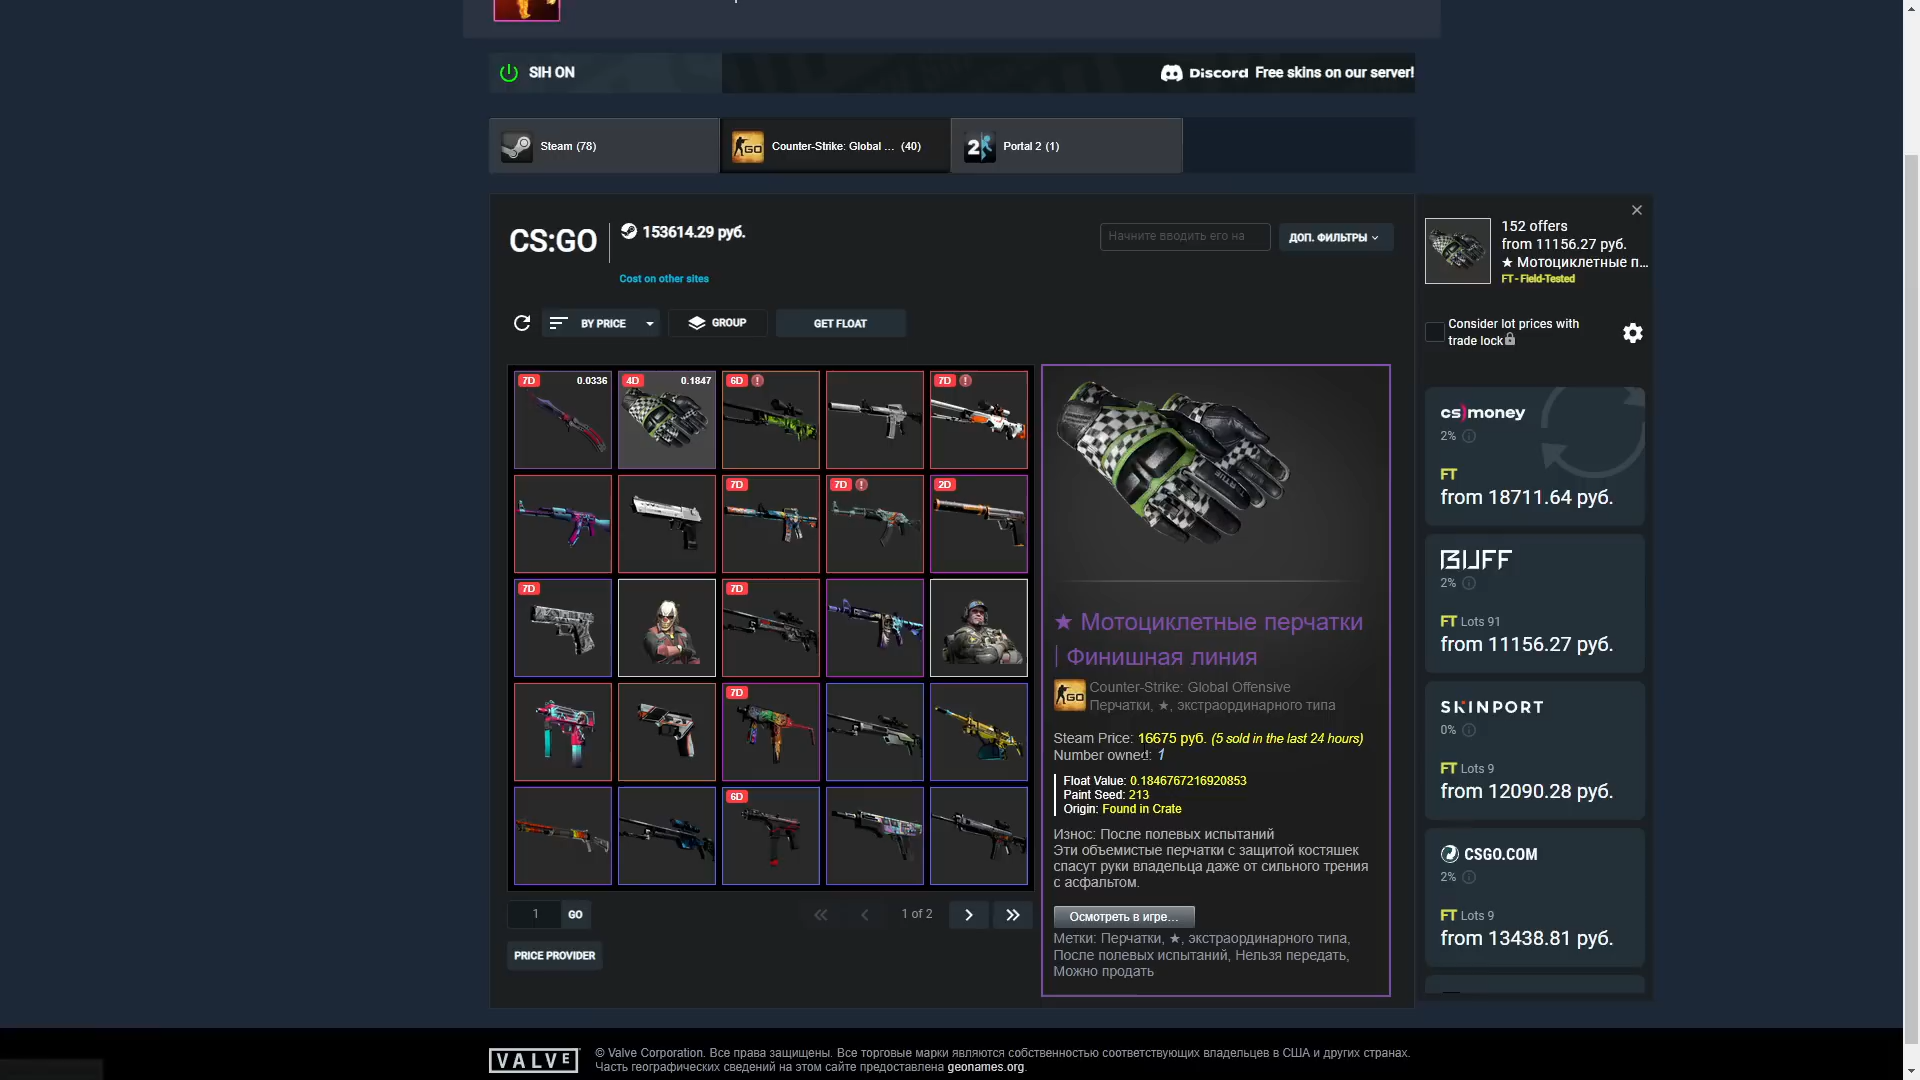 SIH ON
Discord Free skins on our server!
Steam (78)
Counter-Strike: Global ... (40)
Portal 2 (1)
CS:GO
153614.29 руб.
Cost on other sites
Начните вводить его на
ДОП. ФИЛЬТРЫ
BY PRICE
GROUP
GET FLOAT
7D 0.0336
4D 0.1847
6D
7D
7D
7D
2D
7D
7D
7D
6D
1
GO
1 of 2
PRICE PROVIDER
★ Мотоциклетные перчатки
| Финишная линия
Counter-Strike: Global Offensive
Перчатки, ★, экстраординарного типа
Steam Price: 16675 руб. (5 sold in the last 24 hours)
Number owned: 1
Float Value: 0.1846767216920853
Paint Seed: 213
Origin: Found in Crate
Износ: После полевых испытаний
Эти объемистые перчатки с защитой костяшек
спасут руки владельца даже от сильного трения
с асфальтом.
Осмотреть в игре...
Метки: Перчатки, ★, экстраординарного типа,
После полевых испытаний, Нельзя передать,
Можно продать
152 offers
from 11156.27 руб.
★ Мотоциклетные п...
FT - Field-Tested
Consider lot prices with
trade lock
cs money
2%
FT
from 18711.64 руб.
BUFF
2%
FT Lots 91
from 11156.27 руб.
SKINPORT
0%
FT Lots 9
from 12090.28 руб.
CSGO.COM
2%
FT Lots 9
from 13438.81 руб.
VALVE
© Valve Corporation. Все права защищены. Все торговые марки являются собственностью соответствующих владельцев в США и других странах.
Часть географических сведений на этом сайте предоставлена geonames.org.